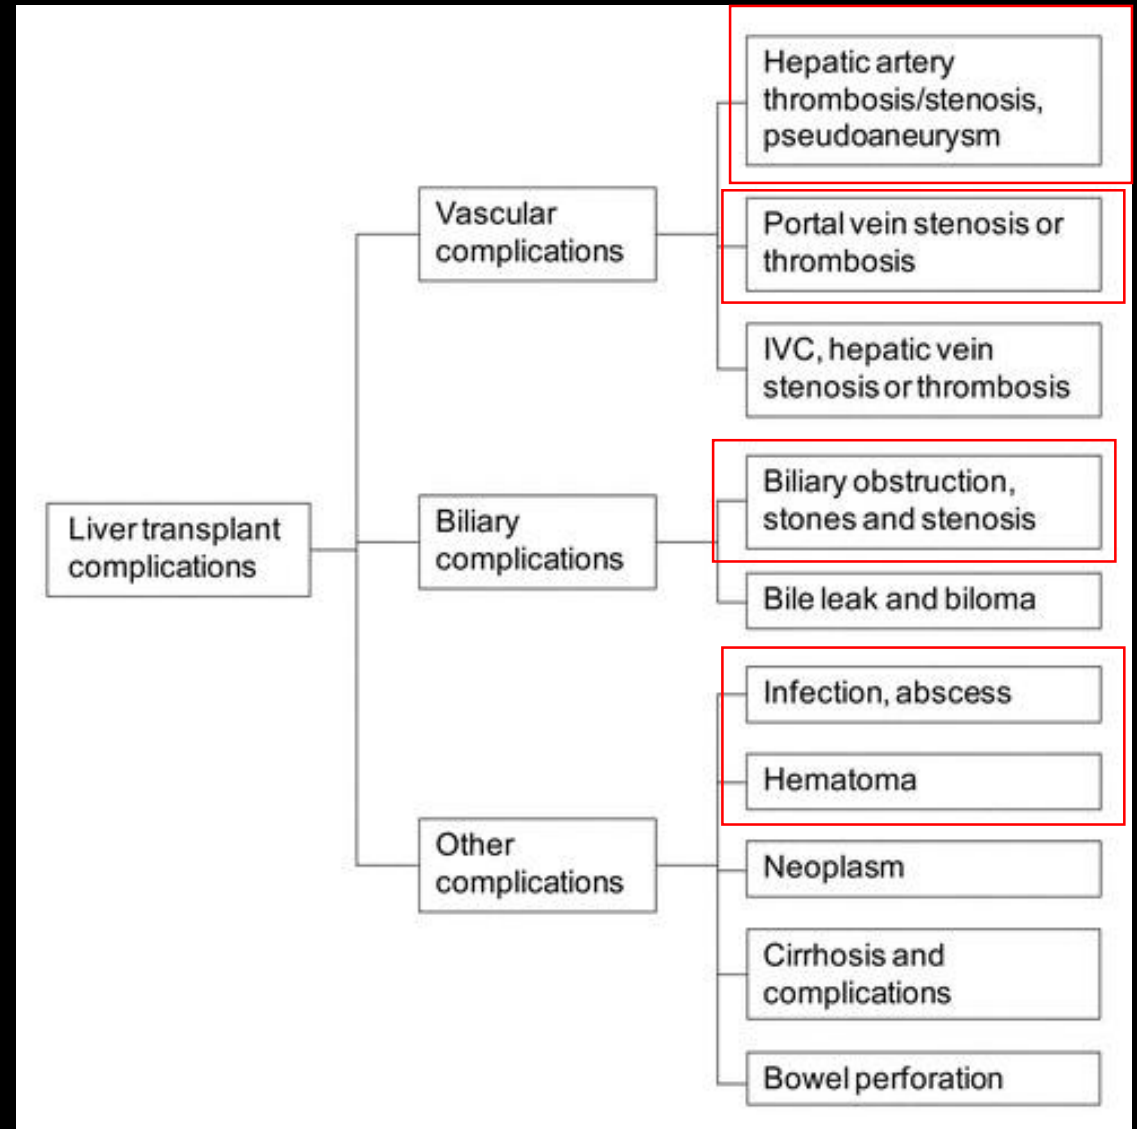 Hepatic artery
thrombosis/stenosis,
pseudoaneurysm
Vascular
complications
Portal vein stenosis or
thrombosis
IVC, hepatic vein
stenosis or thrombosis
Liver transplant
complications
Biliary
complications
Biliary obstruction,
stones and stenosis
Bile leak and biloma
Other
complications
Infection, abscess
Hematoma
Neoplasm
Cirrhosis and
complications
Bowel perforation